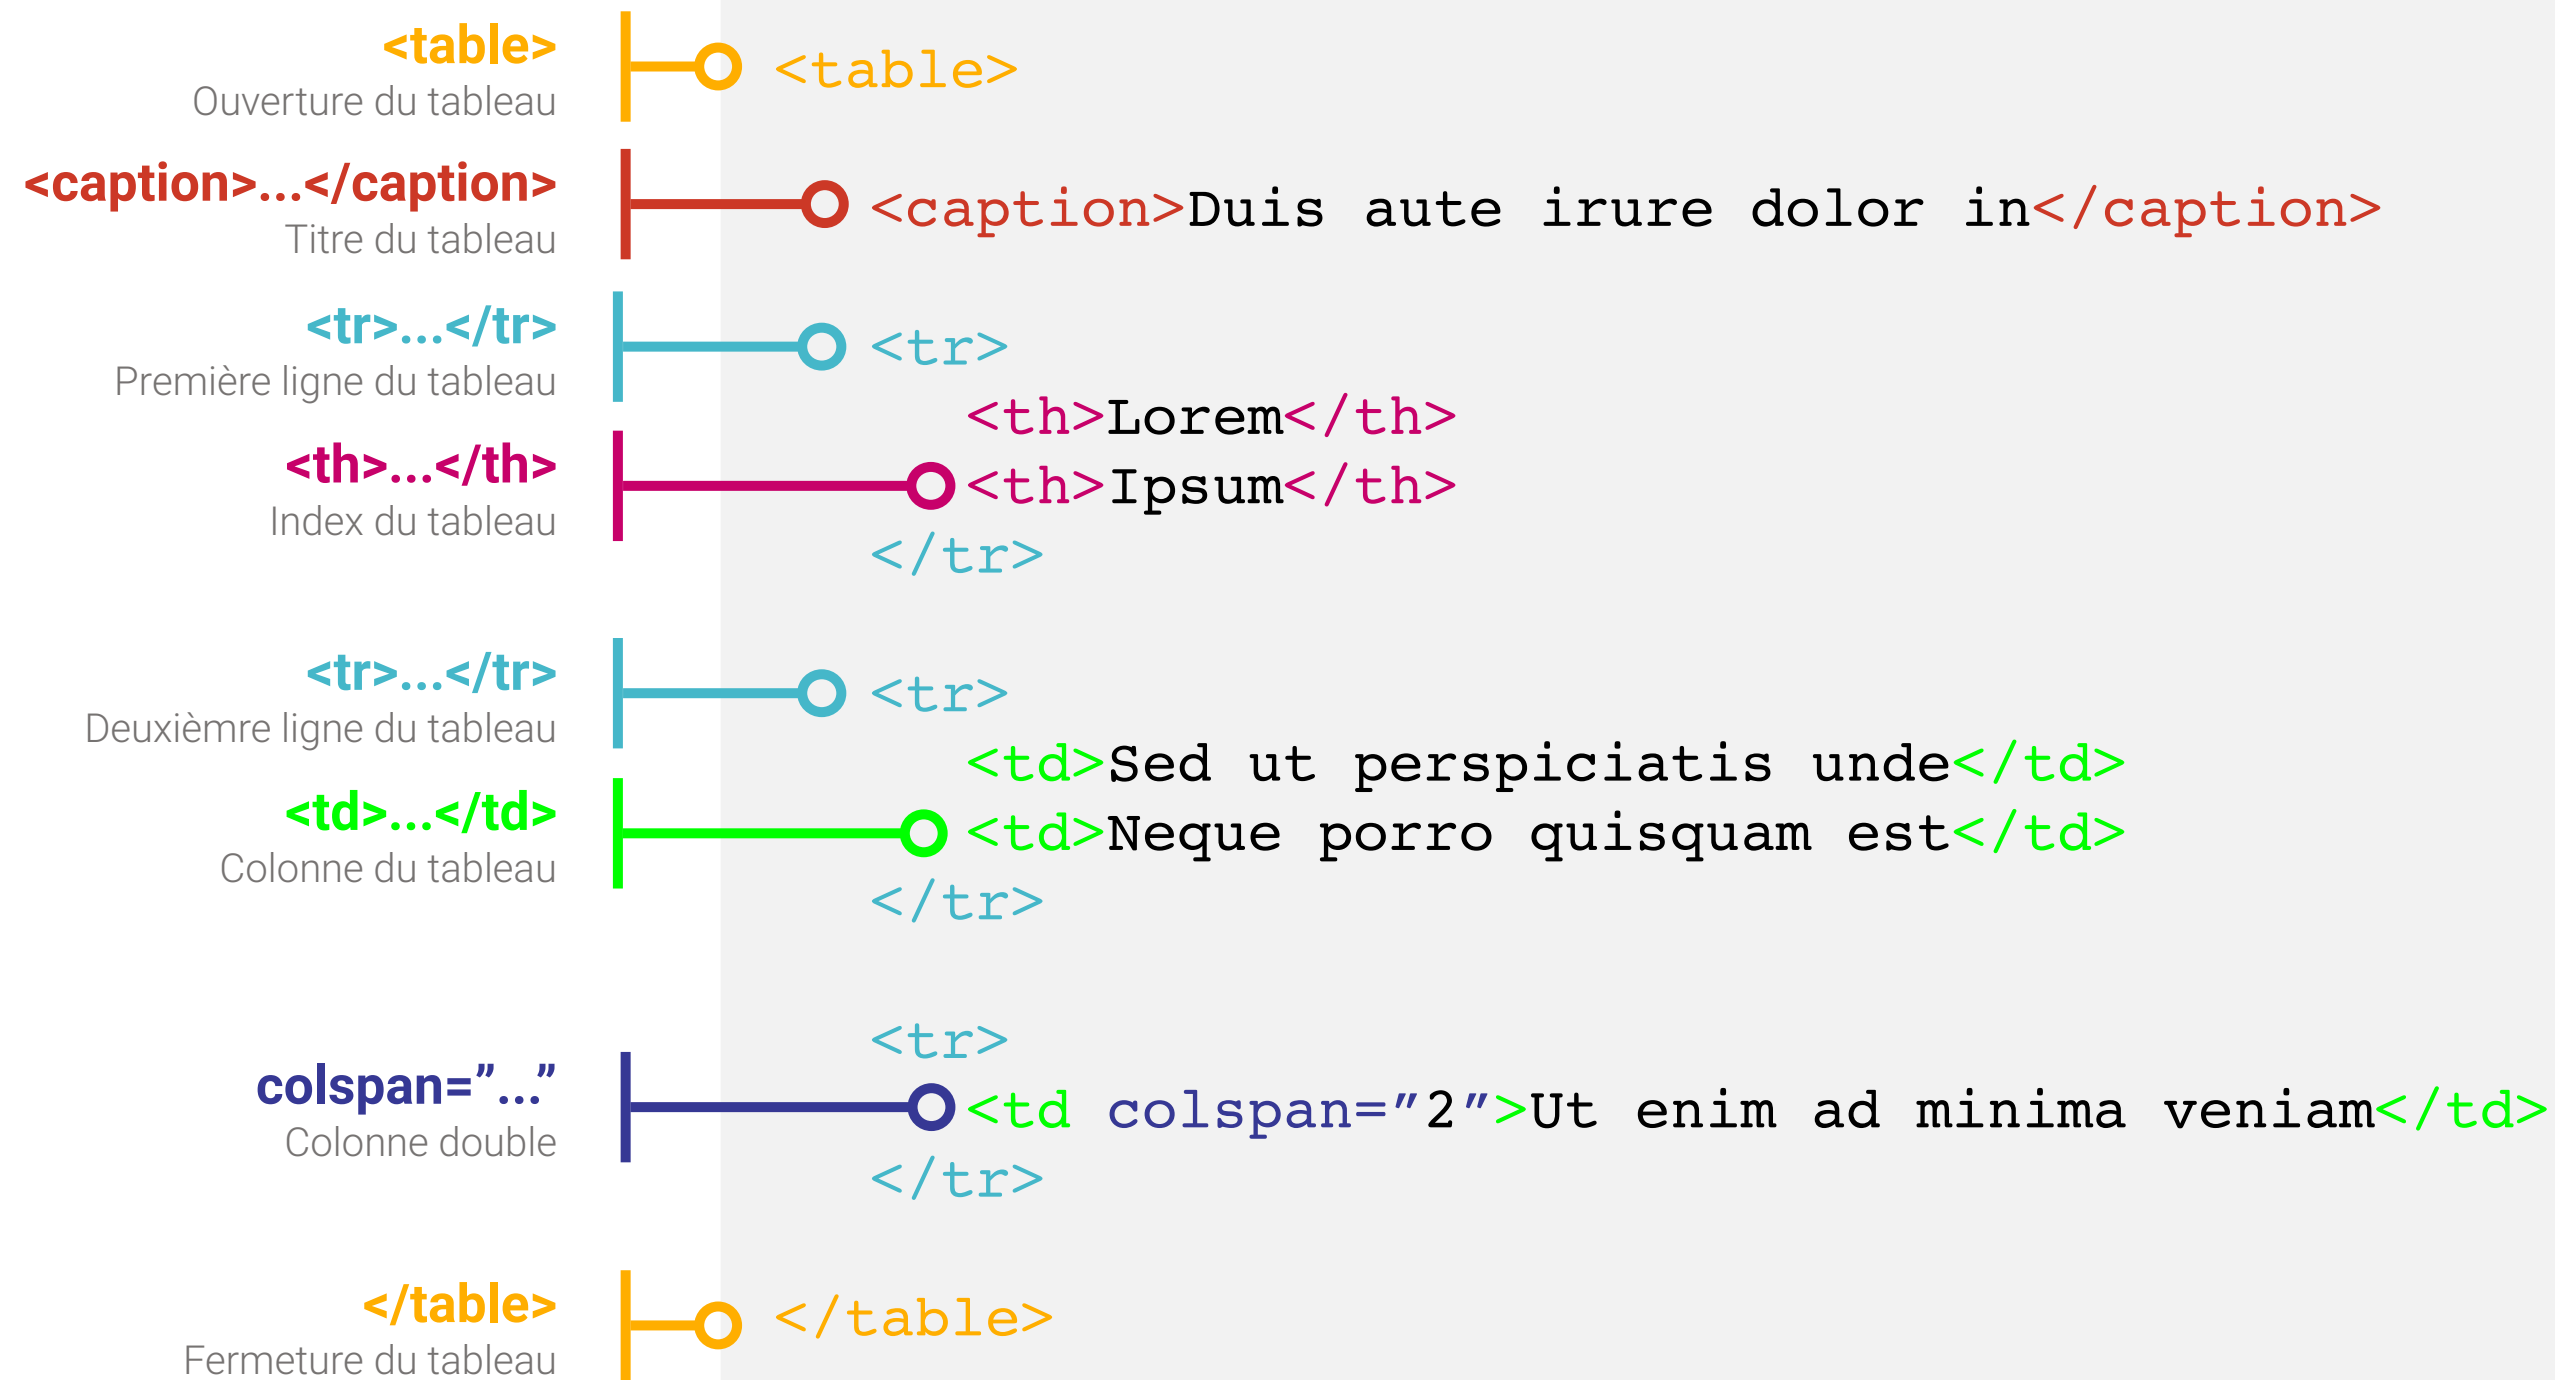 <table>
Ouverture du tableau
<table>
<caption>...</caption>
Titre du tableau
<caption>Duis aute irure dolor in</caption>
<tr>...</tr>
Première ligne du tableau
<tr>
<th>Lorem</th>
<th>...</th>
Index du tableau
<th>Ipsum</th>
</tr>
<tr>...</tr>
Deuxièmre ligne du tableau
<tr>
<td>Sed ut perspiciatis unde</td>
<td>...</td>
Colonne du tableau
<td>Neque porro quisquam est</td>
</tr>
<tr>
colspan=”...”
Colonne double
<td colspan=”2”>Ut enim ad minima veniam</td>
</tr>
</table>
Fermeture du tableau
</table>